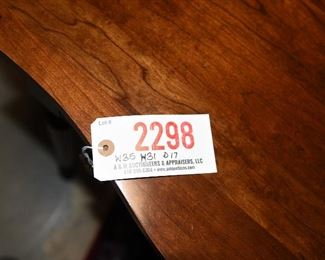 Lot #
2298
W35 H31 D17
A & M AUCTIONEERS & APPRAISERS, LLC